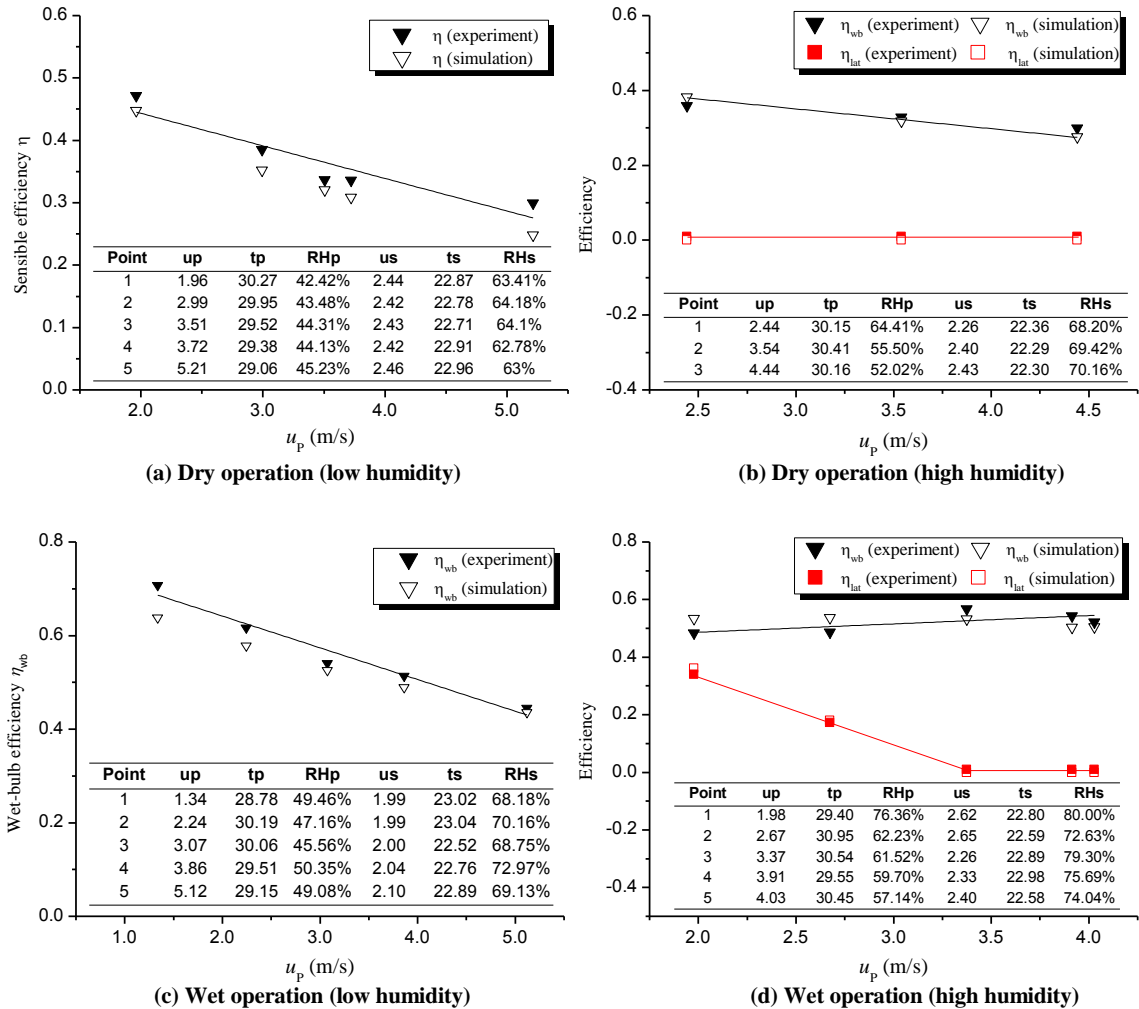 η (experiment)
η (simulation)
Sensible efficiency η
0.6
0.5
0.4
0.3
0.2
0.1
0.0
Point up tp RHp us ts RHs
1 1.96 30.27 42.42% 2.44 22.87 63.41%
2 2.99 29.95 43.48% 2.42 22.78 64.18%
3 3.51 29.52 44.31% 2.43 22.71 64.1%
4 3.72 29.38 44.13% 2.42 22.91 62.78%
5 5.21 29.06 45.23% 2.46 22.96 63%
2.0 3.0 4.0 5.0
u_P (m/s)
(a) Dry operation (low humidity)
η_wb (experiment) η_wb (simulation)
η_lat (experiment) η_lat (simulation)
Efficiency
0.6
0.4
0.2
0.0
-0.2
-0.4
Point up tp RHp us ts RHs
1 2.44 30.15 64.41% 2.26 22.36 68.20%
2 3.54 30.41 55.50% 2.40 22.29 69.42%
3 4.44 30.16 52.02% 2.43 22.30 70.16%
2.5 3.0 3.5 4.0 4.5
u_P (m/s)
(b) Dry operation (high humidity)
η_wb (experiment)
η_wb (simulation)
Wet-bulb efficiency η_wb
0.8
0.6
0.4
0.2
0.0
Point up tp RHp us ts RHs
1 1.34 28.78 49.46% 1.99 23.02 68.18%
2 2.24 30.19 47.16% 1.99 23.04 70.16%
3 3.07 30.06 45.56% 2.00 22.52 68.75%
4 3.86 29.51 50.35% 2.04 22.76 72.97%
5 5.12 29.15 49.08% 2.10 22.89 69.13%
1.0 2.0 3.0 4.0 5.0
u_P (m/s)
(c) Wet operation (low humidity)
η_wb (experiment) η_wb (simulation)
η_lat (experiment) η_lat (simulation)
Efficiency
0.8
0.6
0.4
0.2
0.0
-0.2
-0.4
Point up tp RHp us ts RHs
1 1.98 29.40 76.36% 2.62 22.80 80.00%
2 2.67 30.95 62.23% 2.65 22.59 72.63%
3 3.37 30.54 61.52% 2.26 22.89 79.30%
4 3.91 29.55 59.70% 2.33 22.98 75.69%
5 4.03 30.45 57.14% 2.40 22.58 74.04%
2.0 2.5 3.0 3.5 4.0
u_P (m/s)
(d) Wet operation (high humidity)